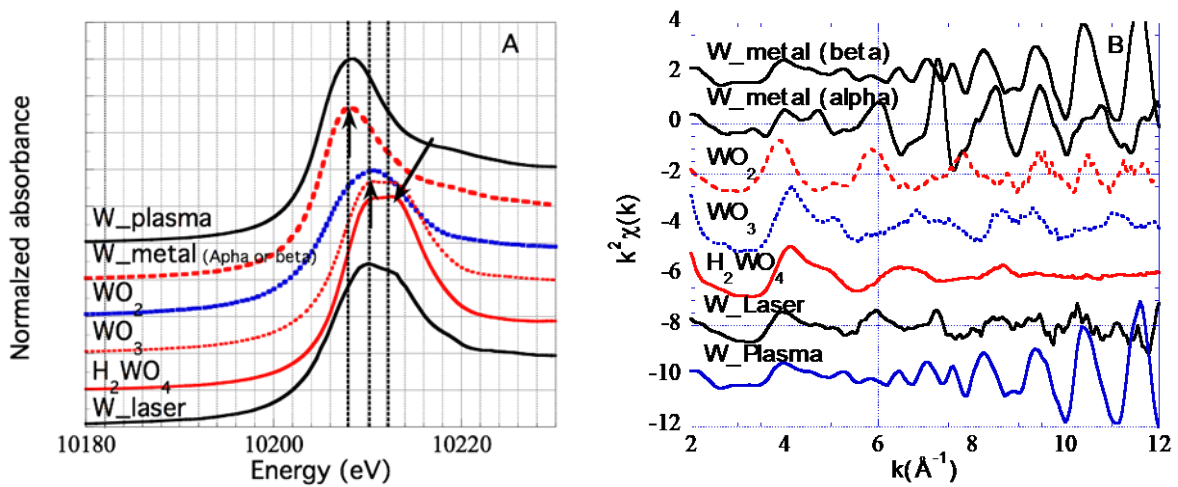 A
Normalized absorbance
W_plasma
W_metal (Apha or beta)
WO2
WO3
H2WO4
W_laser
10180 10200 10220
Energy (eV)
B
k2χ(k)
4
2
0
-2
-4
-6
-8
-10
-12
W_metal (beta)
W_metal (alpha)
WO2
WO3
H2WO4
W_Laser
W_Plasma
2 4 6 8 10 12
k(Å-1)